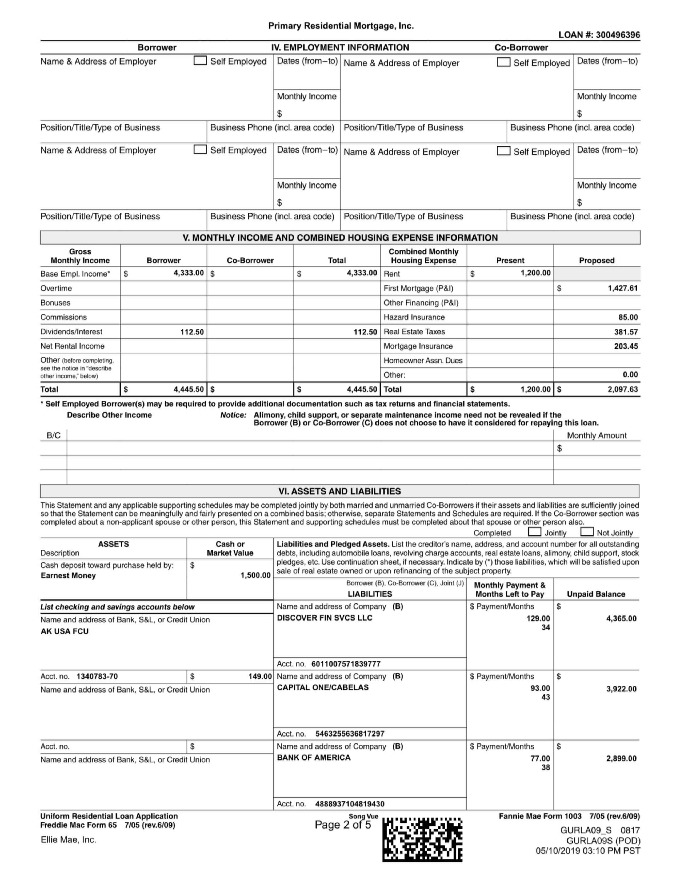 Primary Residential Mortgage, Inc.
LOAN #: 300496396
Borrower IV. EMPLOYMENT INFORMATION Co-Borrower
Name & Address of Employer Self Employed Dates (from–to) Name & Address of Employer Self Employed Dates (from–to)
Monthly Income Monthly Income
$ $
Position/Title/Type of Business Business Phone (incl. area code) Position/Title/Type of Business Business Phone (incl. area code)
Name & Address of Employer Self Employed Dates (from–to) Name & Address of Employer Self Employed Dates (from–to)
Monthly Income Monthly Income
$ $
Position/Title/Type of Business Business Phone (incl. area code) Position/Title/Type of Business Business Phone (incl. area code)
V. MONTHLY INCOME AND COMBINED HOUSING EXPENSE INFORMATION
Gross Monthly Income Borrower Co-Borrower Total Combined Monthly Housing Expense Present Proposed
Base Empl. Income* $ 4,333.00 $ $ 4,333.00 Rent $ 1,200.00
Overtime First Mortgage (P&I) $ 1,427.61
Bonuses Other Financing (P&I)
Commissions Hazard Insurance 85.00
Dividends/Interest 112.50 112.50 Real Estate Taxes 381.57
Net Rental Income Mortgage Insurance 203.45
Other (before completing, see the notice in "describe other income," below) Homeowner Assn. Dues
Other: 0.00
Total $ 4,445.50 $ $ 4,445.50 Total $ 1,200.00 $ 2,097.63
* Self Employed Borrower(s) may be required to provide additional documentation such as tax returns and financial statements.
Describe Other Income Notice: Alimony, child support, or separate maintenance income need not be revealed if the
Borrower (B) or Co-Borrower (C) does not choose to have it considered for repaying this loan.
B/C Monthly Amount
$
VI. ASSETS AND LIABILITIES
This Statement and any applicable supporting schedules may be completed jointly by both married and unmarried Co-Borrowers if their assets and liabilities are sufficiently joined
so that the Statement can be meaningfully and fairly presented on a combined basis; otherwise, separate Statements and Schedules are required. If the Co-Borrower section was
completed about a non-applicant spouse or other person, this Statement and supporting schedules must be completed about that spouse or other person also.
Completed Jointly Not Jointly
ASSETS
Description
Cash or Market Value
Cash deposit toward purchase held by: $
Earnest Money 1,500.00
Liabilities and Pledged Assets. List the creditor's name, address, and account number for all outstanding
debts, including automobile loans, revolving charge accounts, real estate loans, alimony, child support, stock
pledges, etc. Use continuation sheet, if necessary. Indicate by (*) those liabilities, which will be satisfied upon
sale of real estate owned or upon refinancing of the subject property.
Borrower (B), Co-Borrower (C), Joint (J)
LIABILITIES Monthly Payment & Months Left to Pay Unpaid Balance
List checking and savings accounts below Name and address of Company (B) $ Payment/Months $
Name and address of Bank, S&L, or Credit Union DISCOVER FIN SVCS LLC 129.00 4,365.00
AK USA FCU 34
Acct. no. 6011007571839777
Acct. no. 1340783-70 $ 149.00 Name and address of Company (B) $ Payment/Months $
Name and address of Bank, S&L, or Credit Union CAPITAL ONE/CABELAS 93.00 3,922.00
43
Acct. no. 5463255636817297
Acct. no. $ Name and address of Company (B) $ Payment/Months $
Name and address of Bank, S&L, or Credit Union BANK OF AMERICA 77.00 2,899.00
38
Acct. no. 4888937104819430
Uniform Residential Loan Application Song Vue Fannie Mae Form 1003 7/05 (rev.6/09)
Freddie Mac Form 65 7/05 (rev.6/09) Page 2 of 5
Ellie Mae, Inc. GURLA09_S 0817
GURLA09S (POD)
05/10/2019 03:10 PM PST